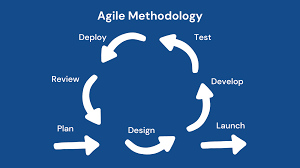 Agile Methodology
Deploy
Test
Review
Develop
Plan
Design
Launch